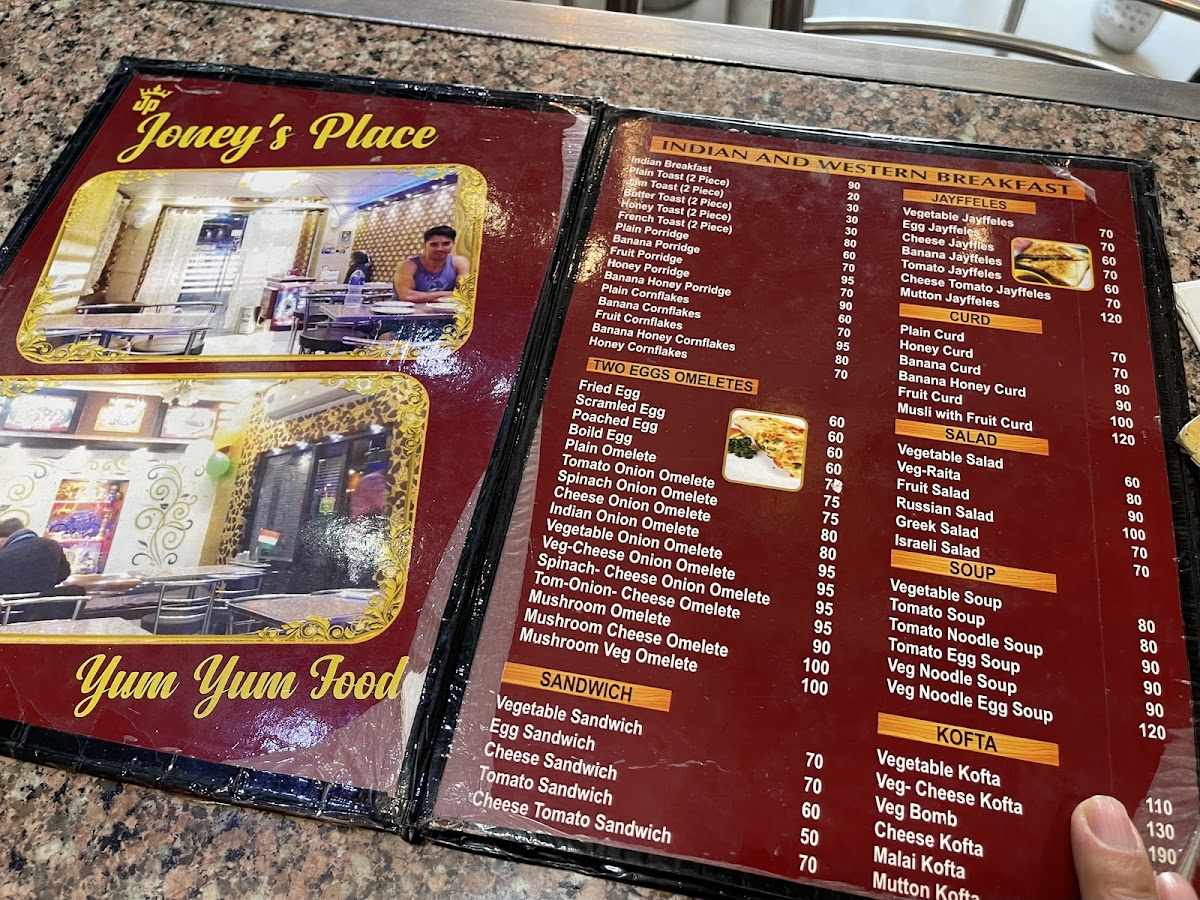 JP
Joney's Place
Yum Yum Food
INDIAN AND WESTERN BREAKFAST
Indian Breakfast
Plain Toast (2 Piece)
Toast (2 Piece)
Butter Toast (2 Piece)
Honey Toast (2 Piece)
French Toast (2 Piece)
Plain Porridge
Banana Porridge
Fruit Porridge
Honey Porridge
Banana Honey Porridge
Plain Cornflakes
Banana Cornflakes
Fruit Cornflakes
Banana Honey Cornflakes
Honey Cornflakes
90
20
30
30
80
60
70
95
70
90
60
70
95
80
70
TWO EGGS OMELETES
Fried Egg
Scramled Egg
Poached Egg
Boild Egg
Plain Omelete
Tomato Onion Omelete
Spinach Onion Omelete
Cheese Onion Omelete
Indian Onion Omelete
Vegetable Onion Omelete
Veg-Cheese Onion Omelete
Spinach- Cheese Onion Omelete
Tom-Onion- Cheese Omelete
Mushroom Omelete
Mushroom Cheese Omelete
Mushroom Veg Omelete
60
60
60
60
75
75
80
80
95
95
95
90
100
100
SANDWICH
Vegetable Sandwich
Egg Sandwich
Cheese Sandwich
Tomato Sandwich
Cheese Tomato Sandwich
70
70
60
50
70
JAYFFELES
Vegetable Jayffeles
Egg Jayffeles
Cheese Jayffles
Banana Jayffeles
Tomato Jayffeles
Cheese Tomato Jayffeles
Mutton Jayffeles
70
70
60
70
60
70
120
CURD
Plain Curd
Honey Curd
Banana Curd
Banana Honey Curd
Fruit Curd
Musli with Fruit Curd
70
70
80
90
100
120
SALAD
Vegetable Salad
Veg-Raita
Fruit Salad
Russian Salad
Greek Salad
Israeli Salad
60
80
90
100
70
70
SOUP
Vegetable Soup
Tomato Soup
Tomato Noodle Soup
Tomato Egg Soup
Veg Noodle Soup
Veg Noodle Egg Soup
80
80
90
90
90
120
KOFTA
Vegetable Kofta
Veg- Cheese Kofta
Veg Bomb
Cheese Kofta
Malai Kofta
Mutton Kofta
110
130
190